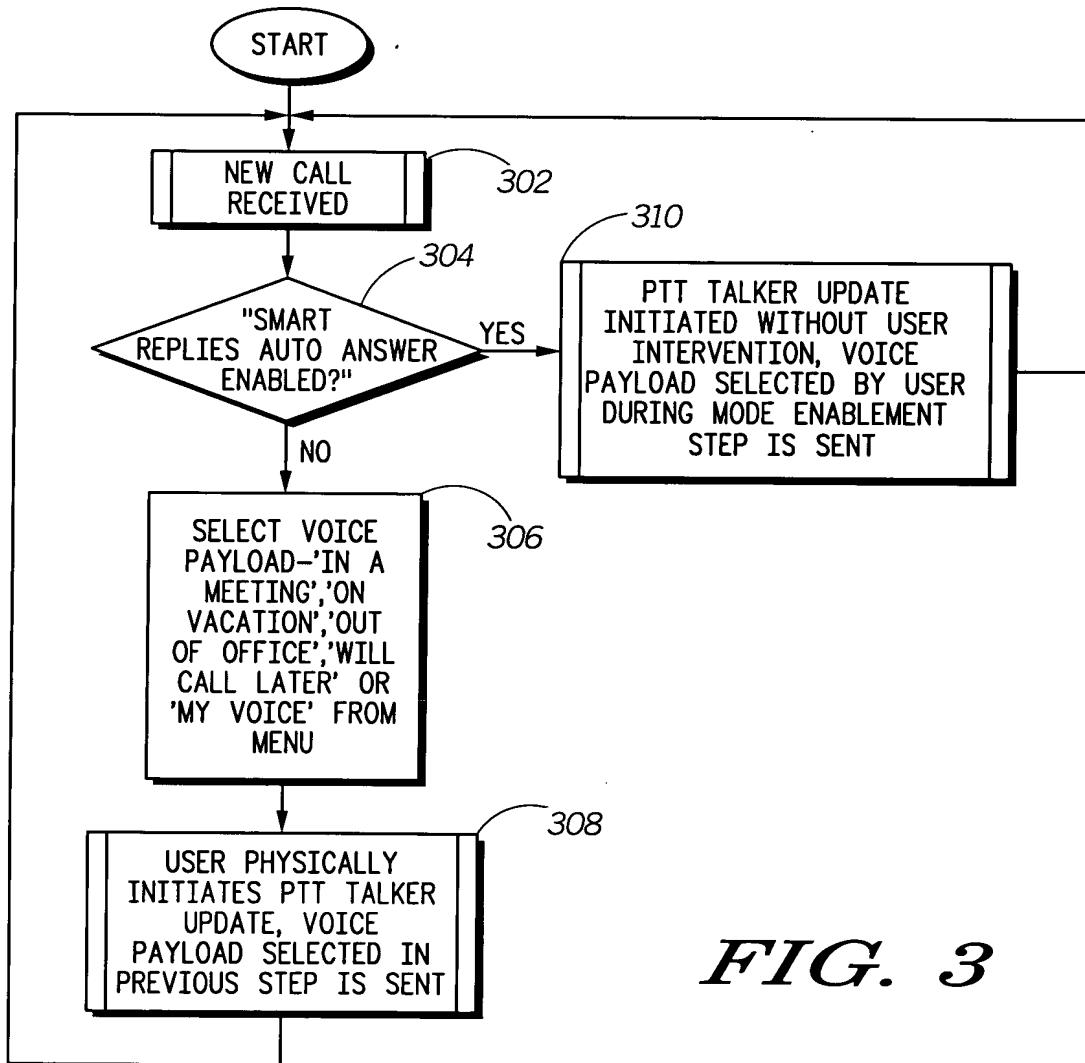 START
NEW CALL
RECEIVED
302
304
"SMART
REPLIES AUTO ANSWER
ENABLED?"
YES
310
PTT TALKER UPDATE
INITIATED WITHOUT USER
INTERVENTION, VOICE
PAYLOAD SELECTED BY USER
DURING MODE ENABLEMENT
STEP IS SENT
NO
306
SELECT VOICE
PAYLOAD-'IN A
MEETING','ON
VACATION','OUT
OF OFFICE','WILL
CALL LATER' OR
'MY VOICE' FROM
MENU
308
USER PHYSICALLY
INITIATES PTT TALKER
UPDATE, VOICE
PAYLOAD SELECTED IN
PREVIOUS STEP IS SENT
FIG. 3